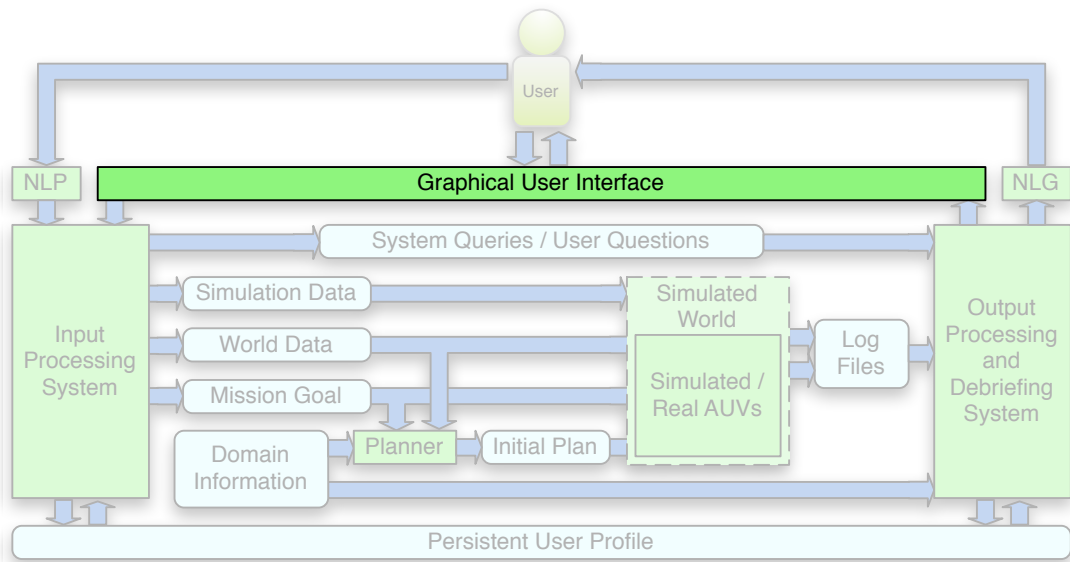 User
NLP
Graphical User Interface
NLG
System Queries / User Questions
Simulation Data
Simulated
World
Input
Processing
System
World Data
Log
Files
Output
Processing
and
Debriefing
System
Mission Goal
Simulated /
Real AUVs
Domain
Information
Planner
Initial Plan
Persistent User Profile